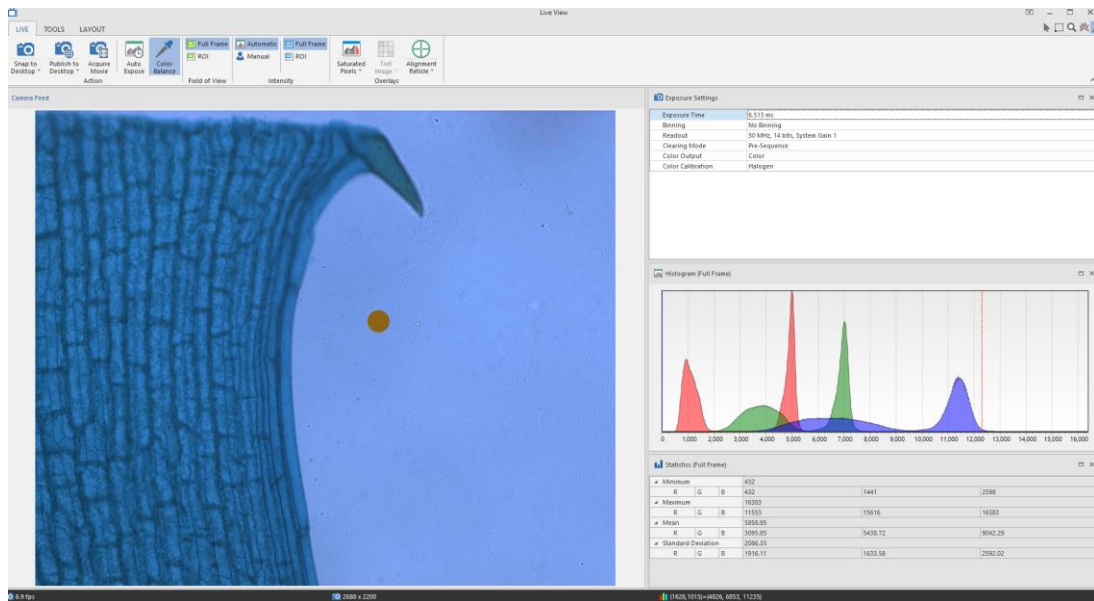 Live View
LIVE TOOLS LAYOUT
Snap to Desktop
Publish to Desktop
Acquire Movie
Auto Expose
Color Balance
Full Frame
ROI
Automatic
Manual
Full Frame
ROI
Saturated Pixels
Tint Image
Alignment Reticle
Action
Field of View
Intensity
Overlays
Camera Feed
Exposure Settings
Exposure Time 6.513 ms
Binning No Binning
Readout 50 MHz, 14 bits, System Gain 1
Clearing Mode Pre-Sequence
Color Output Color
Color Calibration Halogen
Histogram (Full Frame)
0 1,000 2,000 3,000 4,000 5,000 6,000 7,000 8,000 9,000 10,000 11,000 12,000 13,000 14,000 15,000 16,000
Statistics (Full Frame)
Minimum 432
R G B 432 1441 2598
Maximum 16383
R G B 11553 15616 16383
Mean 5858.95
R G B 3095.85 5438.72 9042.29
Standard Deviation 2086.35
R G B 1916.11 1633.58 2592.02
6.9 fps
2688 x 2200
(1628,1015)=(4826, 6853, 11235)